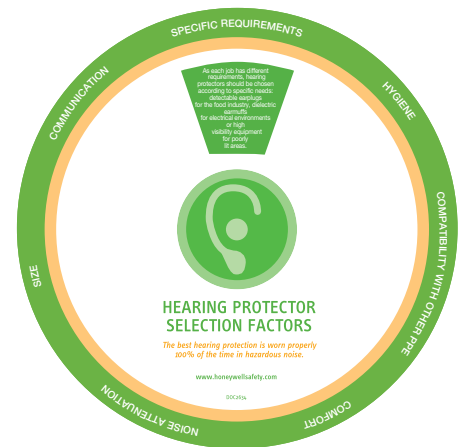 SPECIFIC REQUIREMENTS
HYGIENE
COMPATIBILITY WITH OTHER PPE
COMFORT
NOISE ATTENUATION
SIZE
COMMUNICATION
As each job has different
requirements, hearing
protectors should be chosen
according to specific needs:
detectable earplugs
for the food industry, dielectric
earmuffs
for electrical environments
or high
visibility equipment
for poorly
lit areas.
HEARING PROTECTOR
SELECTION FACTORS
The best hearing protection is worn properly
100% of the time in hazardous noise.
www.honeywellsafety.com
DOC2634